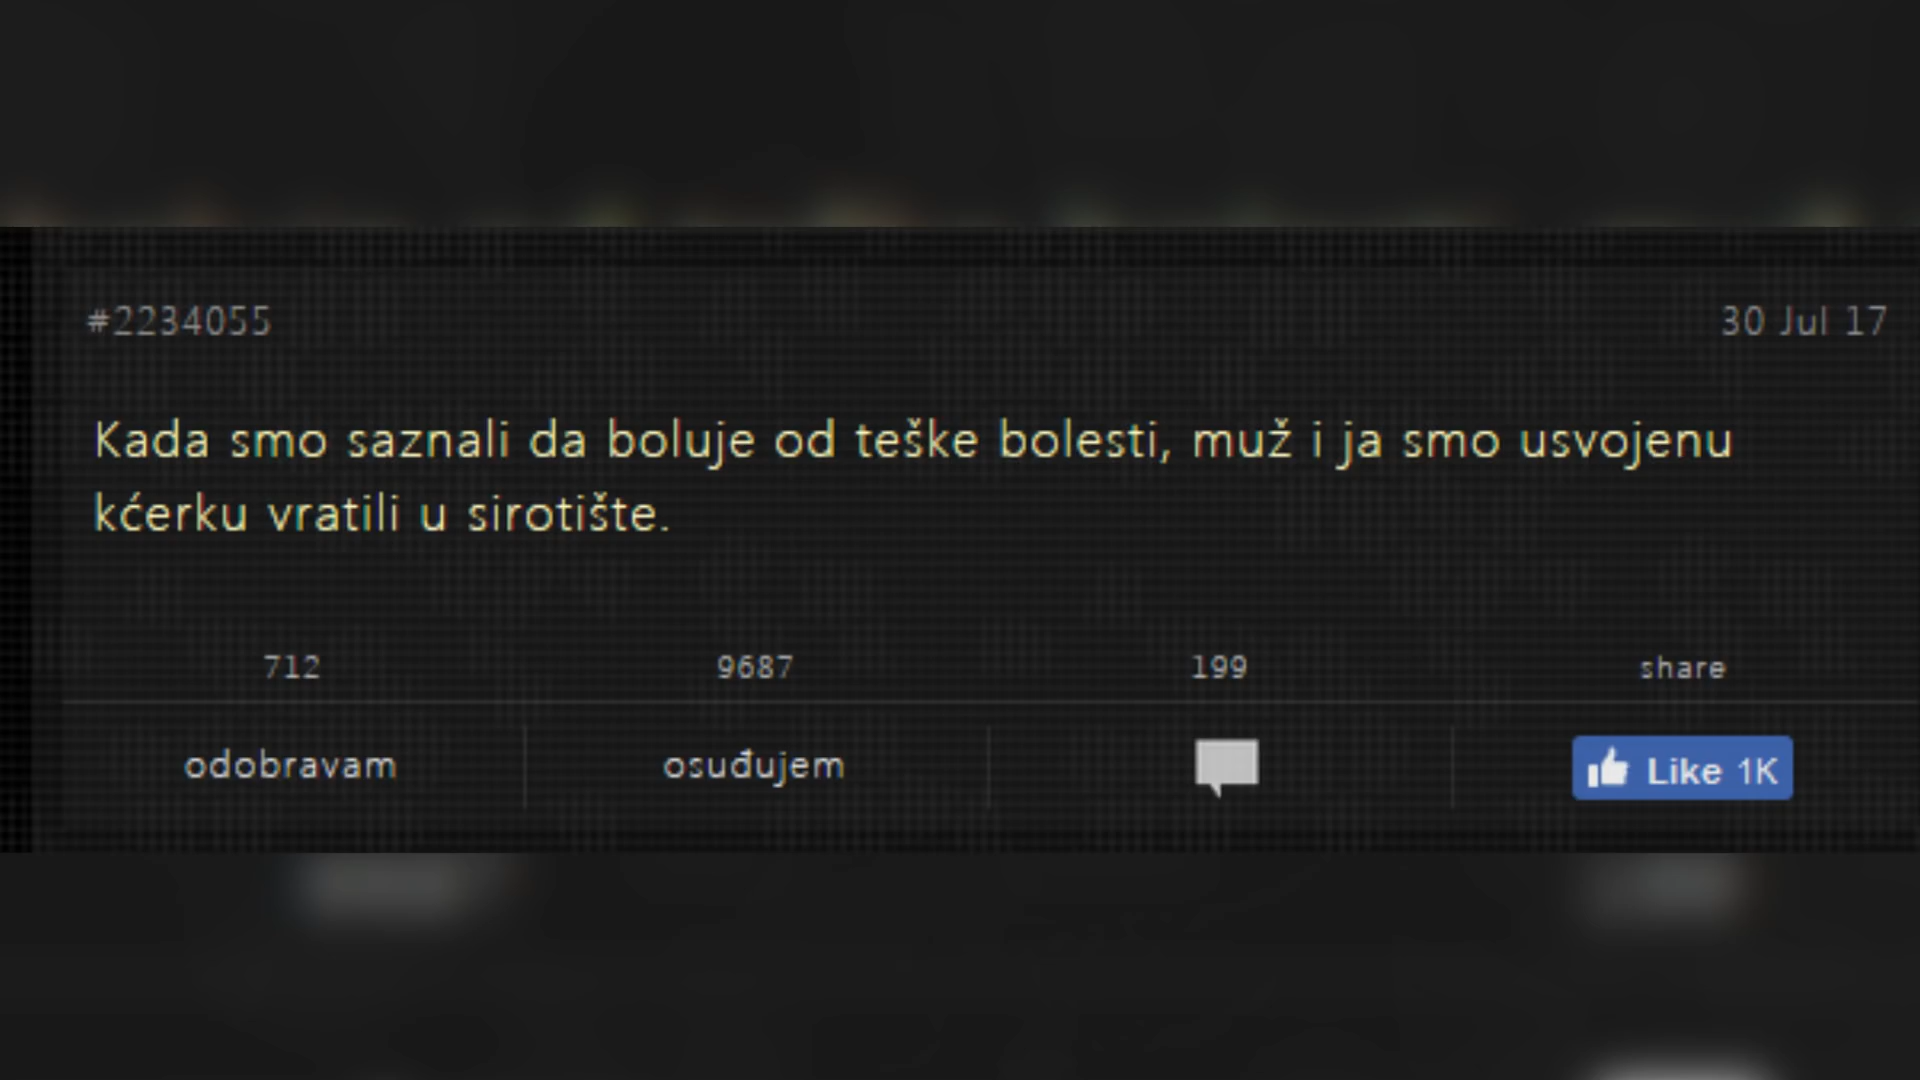 #2234055 30 Jul 17
Kada smo saznali da boluje od teške bolesti, muž i ja smo usvojenu
kćerku vratili u sirotište.
712 9687 199 share
odobravam osuđujem Like 1K